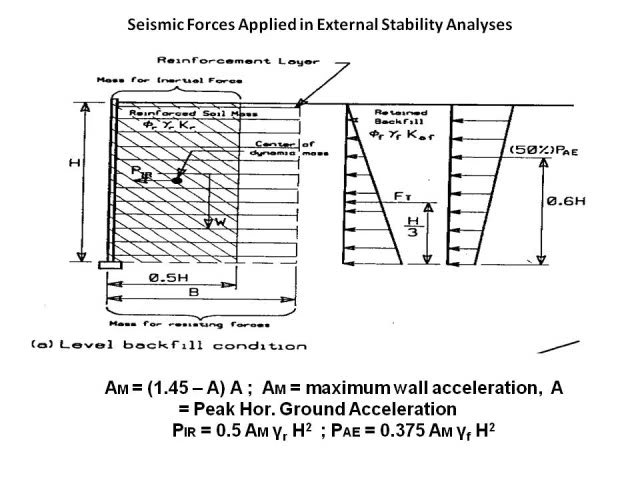 Seismic Forces Applied in External Stability Analyses
Reinforcement Layer
Mass for Inertial Force
Reinforced Soil Mass
ϕr γr Kr
Center of
dynamic mass
PIR
W
H
0.5H
B
Mass for resisting forces
Retained
Backfill
ϕf γf Kaf
FT
H
3
(50%)PAE
0.6H
(a) Level backfill condition
AM = (1.45 – A) A ; AM = maximum wall acceleration, A
= Peak Hor. Ground Acceleration
PIR = 0.5 AM γr H² ; PAE = 0.375 AM γf H²